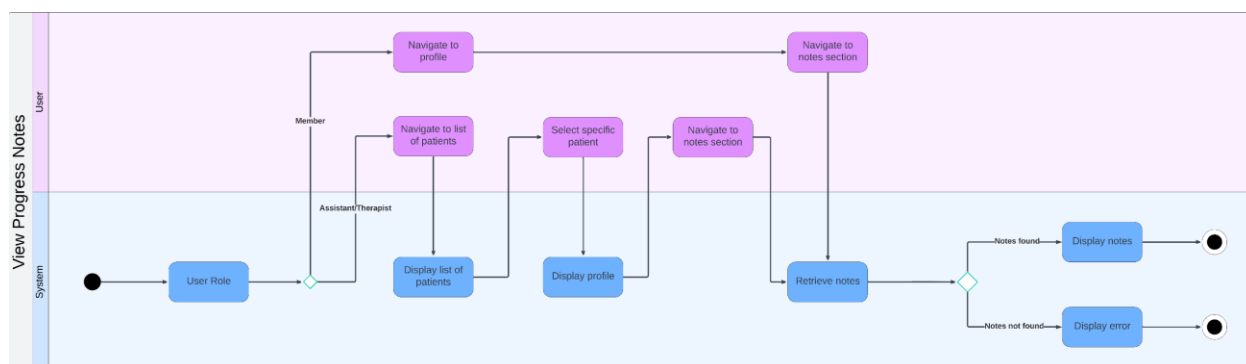 View Progress Notes
User
System
Navigate to
profile
Navigate to
notes section
Member
Navigate to list
of patients
Select specific
patient
Navigate to
notes section
Assistant/Therapist
User Role
Display list of
patients
Display profile
Retrieve notes
Notes found
Display notes
Notes not found
Display error